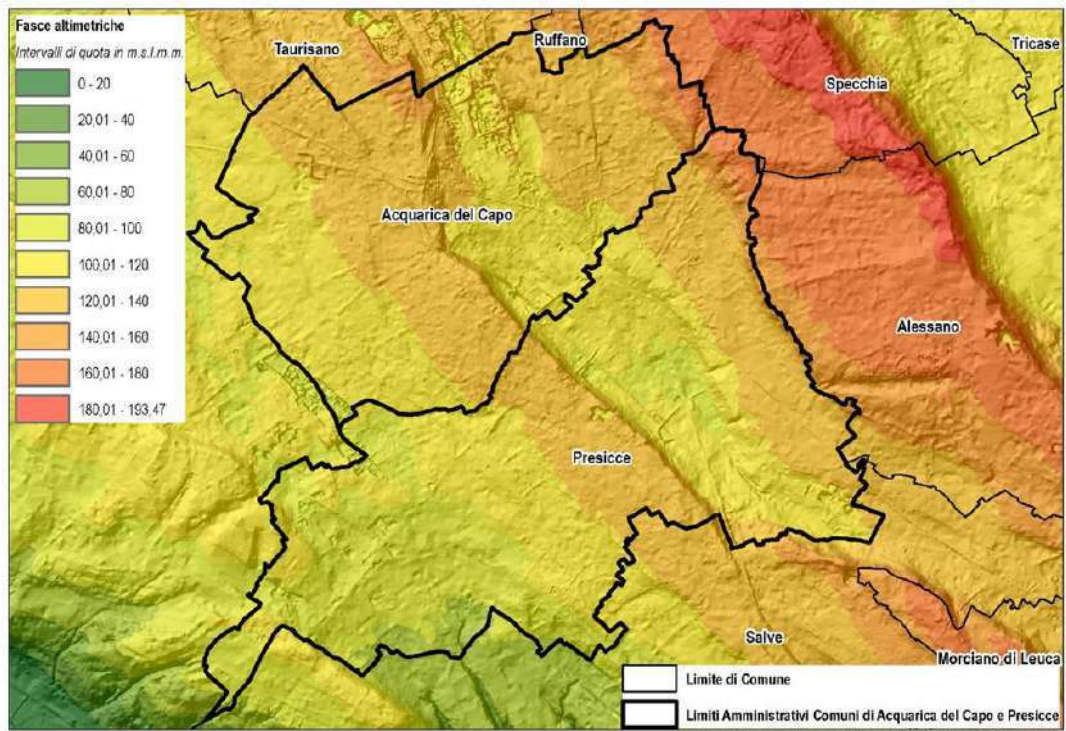 Fasce altimetriche
Intervalli di quota in m.s.l.m.m.
0 - 20
20,01 - 40
40,01 - 60
60,01 - 80
80,01 - 100
100,01 - 120
120,01 - 140
140,01 - 160
160,01 - 180
180,01 - 193,47
Taurisano
Ruffano
Tricase
Specchia
Acquarica del Capo
Alessano
Presicce
Salve
Morciano di Leuca
Limite di Comune
Limiti Amministrativi Comuni di Acquarica del Capo e Presicce